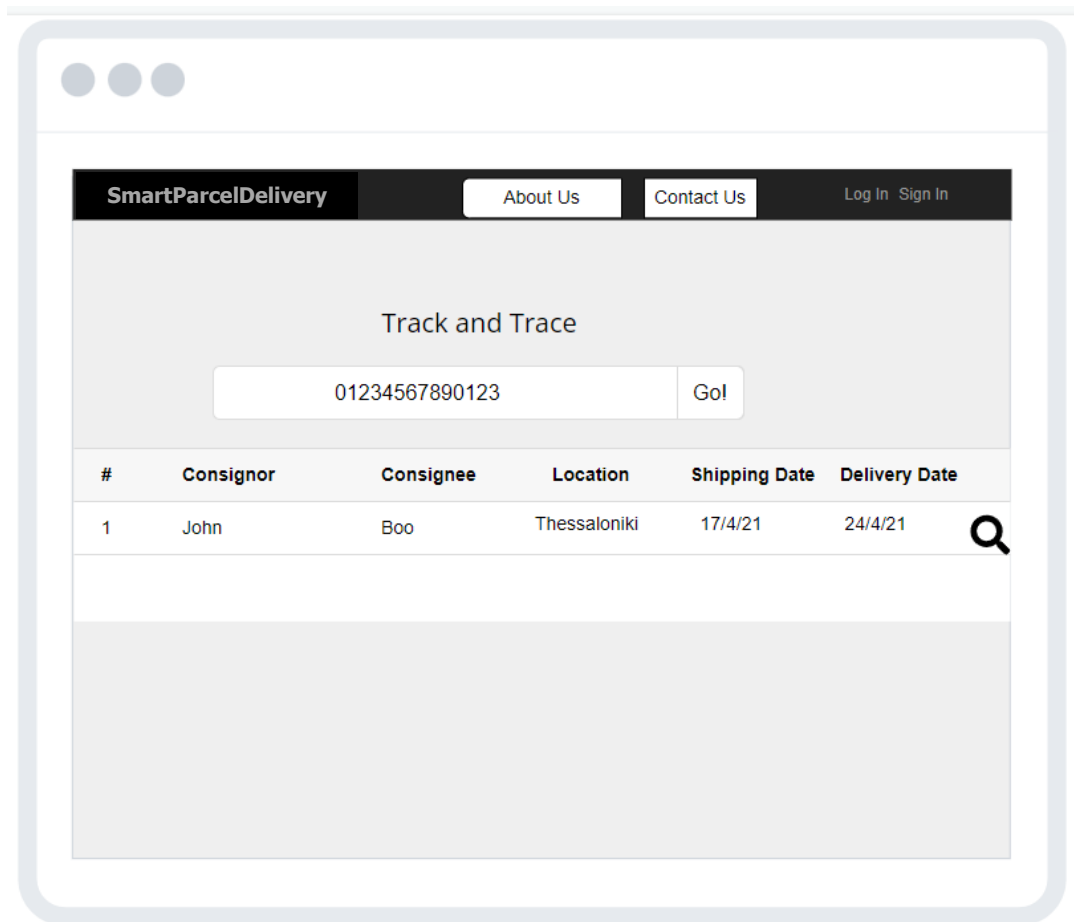 SmartParcelDelivery About Us Contact Us Log In Sign In
Track and Trace
01234567890123 Go!
# Consignor Consignee Location Shipping Date Delivery Date
1 John Boo Thessaloniki 17/4/21 24/4/21